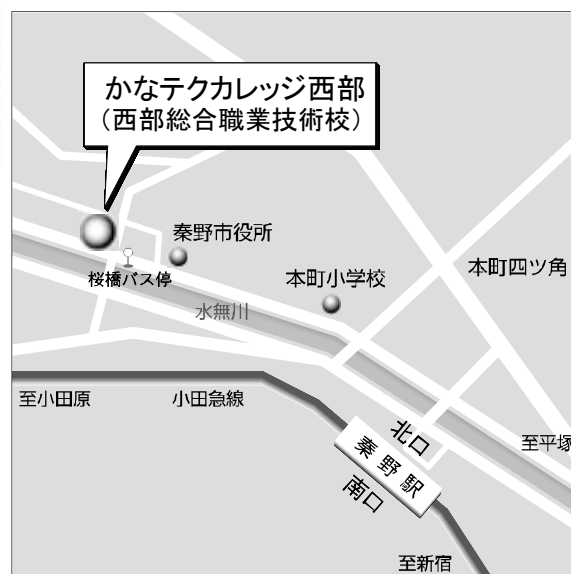 かなテクカレッジ西部
（西部総合職業技術校）
秦野市役所
桜橋バス停
本町小学校
本町四ツ角
水無川
至小田原
小田急線
北口
秦野駅
南口
至平塚
至新宿